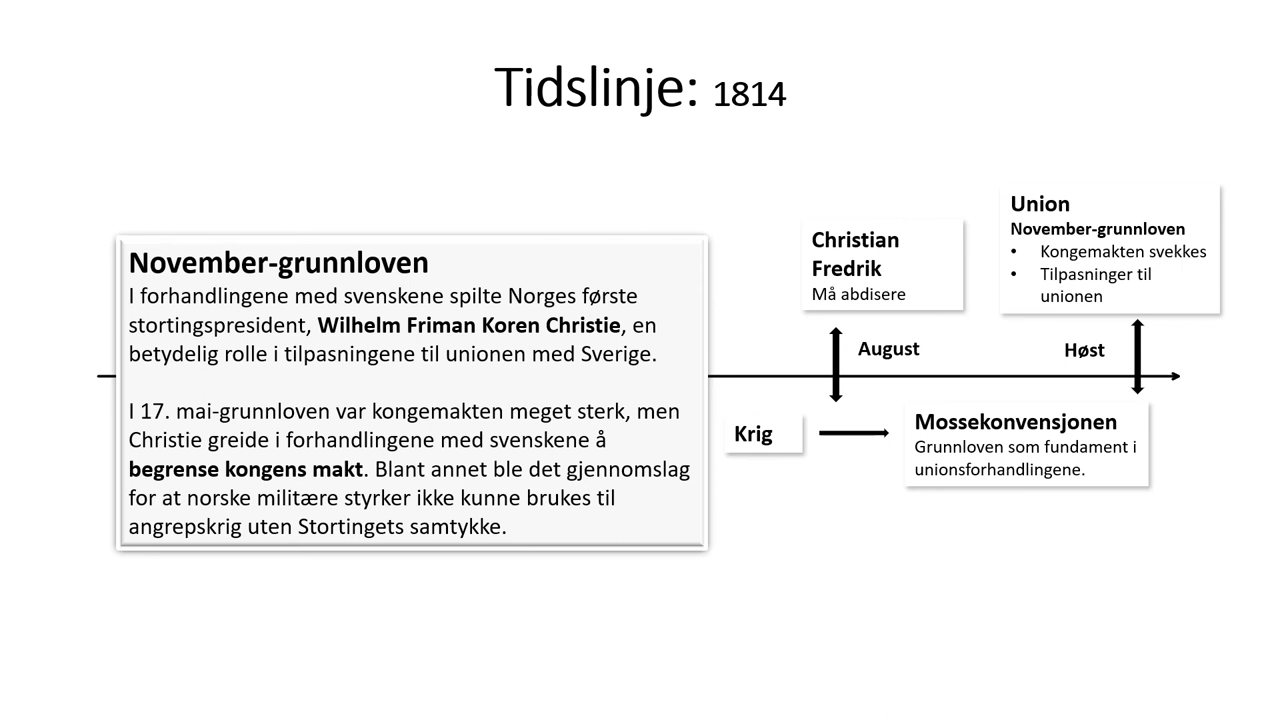 Tidslinje: 1814
November-grunnloven
I forhandlingene med svenskene spilte Norges første
stortingspresident, Wilhelm Friman Koren Christie, en
betydelig rolle i tilpasningene til unionen med Sverige.
I 17. mai-grunnloven var kongemakten meget sterk, men
Christie greide i forhandlingene med svenskene å
begrense kongens makt. Blant annet ble det gjennomslag
for at norske militære styrker ikke kunne brukes til
angrepskrig uten Stortingets samtykke.
Christian
Fredrik
Må abdisere
August
Krig
Union
November-grunnloven
• Kongemakten svekkes
• Tilpasninger til
unionen
Høst
Mossekonvensjonen
Grunnloven som fundament i
unionsforhandlingene.